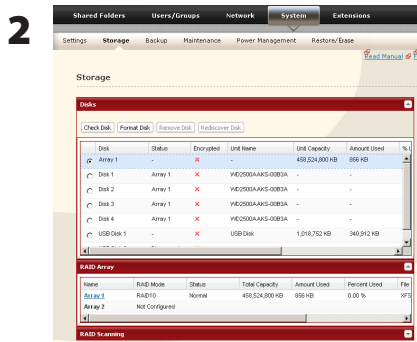 2
Shared Folders Users/Groups Network System Extensions
Settings Storage Backup Maintenance Power Management Restore/Erase
Read Manual
Storage
Disks
Check Disk Format Disk Remove Disk Rediscover Disk
Disk Status Encrypted Unit Name Unit Capacity Amount Used % U
Array 1 - - 458,524,800 KB 856 KB
Disk 1 Array 1 WD2500AAKS-00B3A -
Disk 2 Array 1 WD2500AAKS-00B3A - -
Disk 3 Array 1 WD2500AAKS-00B3A - -
Disk 4 Array 1 WD2500AAKS-00B3A - -
USB Disk 1 - USB Disk 1,018,752 KB 340,912 KB
RAID Array
Name RAID Mode Status Total Capacity Amount Used Percent Used File
Array 1 RAID10 Normal 458,524,800 KB 856 KB 0.00 % XFS
Array 2 Not Configured
RAID Scanning